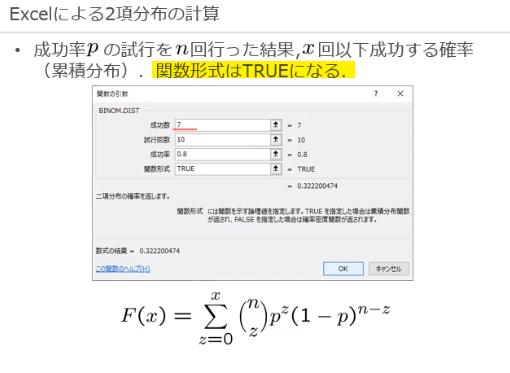 Excelによる2項分布の計算
• 成功率pの試行をn回行った結果,x回以下成功する確率
（累積分布）. 関数形式はTRUEになる.
関数の引数 ? ×
BINOM.DIST
成功数 7 = 7
試行回数 10 = 10
成功率 0.8 = 0.8
関数形式 TRUE = TRUE
= 0.322200474
二項分布の確率を返します。
関数形式 には関数を示す論理値を指定します。TRUE を指定した場合は累積分布関数
が返され、FALSE を指定した場合は確率密度関数が返されます。
数式の結果 = 0.322200474
この関数のヘルプ(H) OK キャンセル
F(x) = \sum_{z=0}^{x} \binom{n}{z} p^z (1 − p)^{n−z}